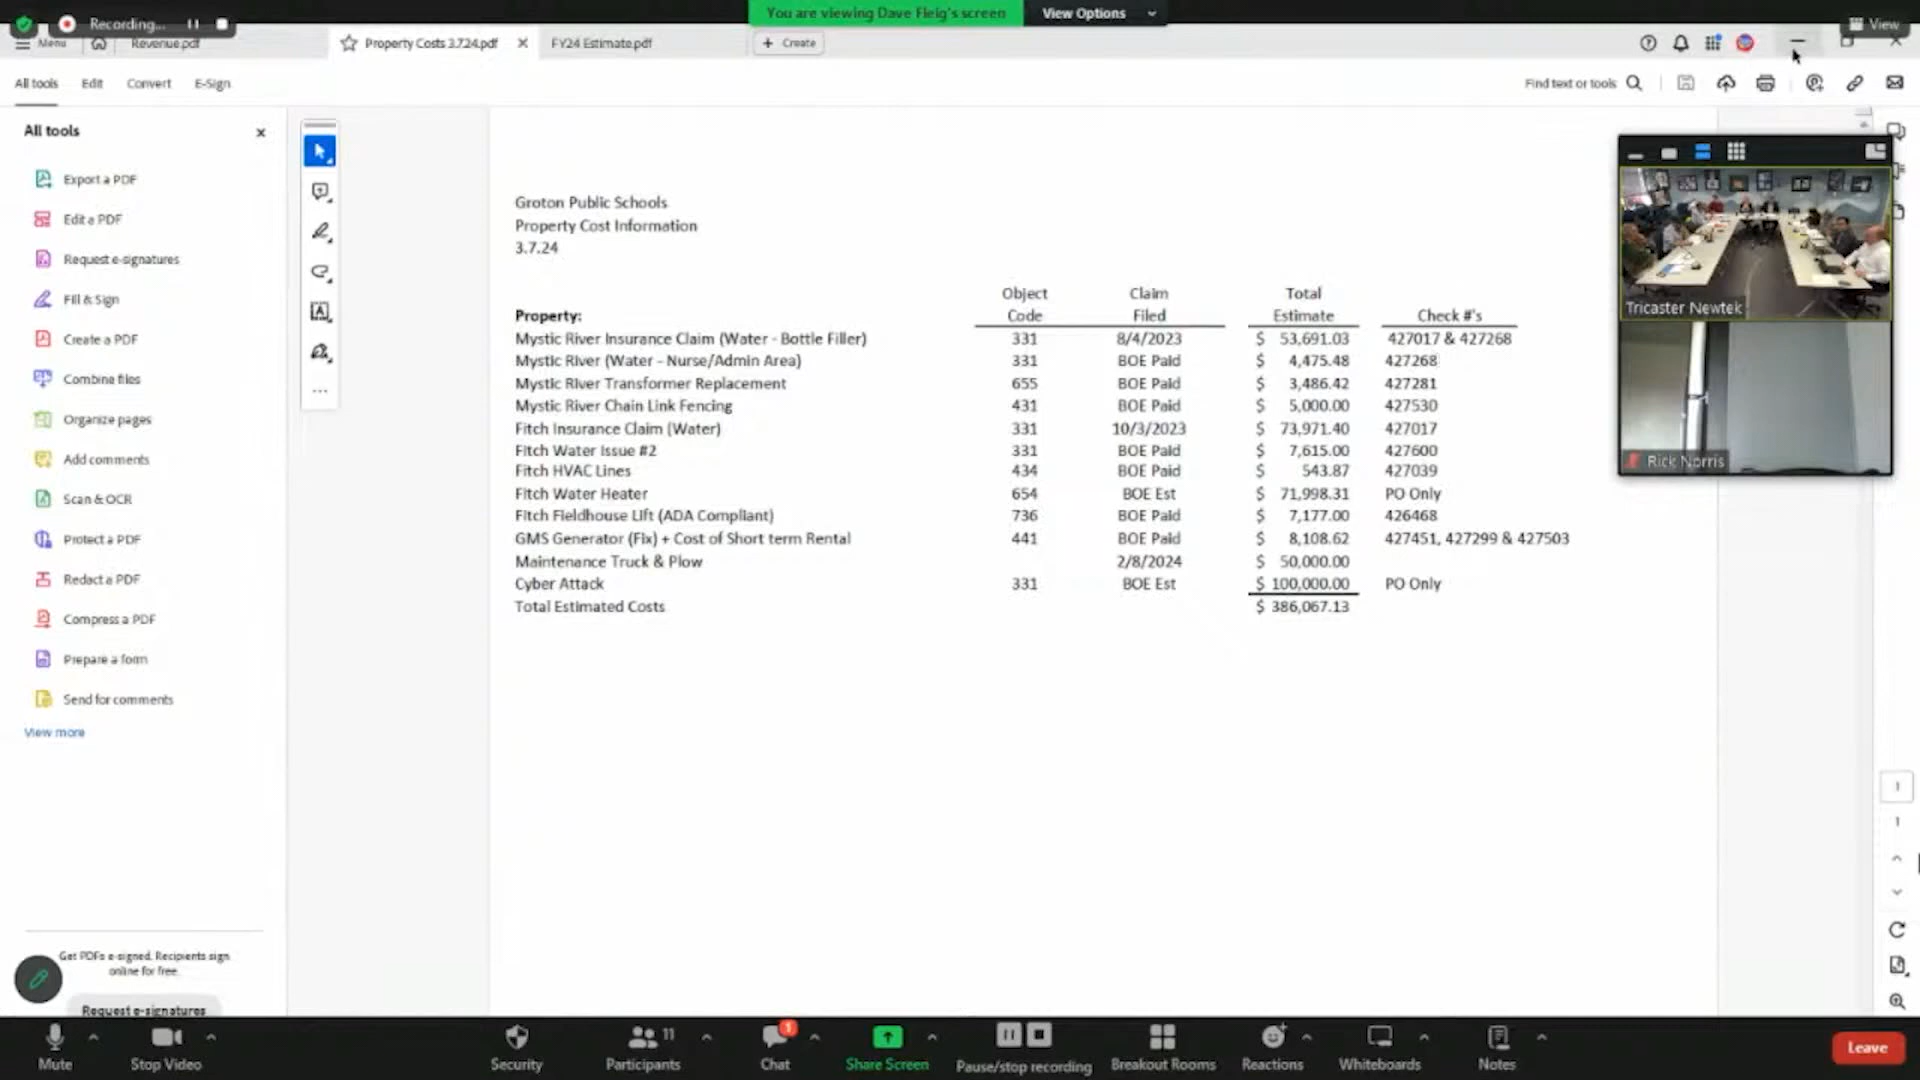 Recording...
You are viewing Dave Fleig's screen
View Options
View
Menu
Revenue.pdf
Property Costs 3.7.24.pdf
FY24 Estimate.pdf
Create
All tools
Edit
Convert
E-Sign
Find text or tools
All tools
Export a PDF
Edit a PDF
Request e-signatures
Fill & Sign
Create a PDF
Combine files
Organize pages
Add comments
Scan & OCR
Protect a PDF
Redact a PDF
Compress a PDF
Prepare a form
Send for comments
View more
Get PDFs e-signed. Recipients sign
online for free.
Request e-signatures
Groton Public Schools
Property Cost Information
3.7.24
Object Claim Total
Property: Code Filed Estimate Check #'s
Mystic River Insurance Claim (Water - Bottle Filler) 331 8/4/2023 $ 53,691.03 427017 & 427268
Mystic River (Water - Nurse/Admin Area) 331 BOE Paid $ 4,475.48 427268
Mystic River Transformer Replacement 655 BOE Paid $ 3,486.42 427281
Mystic River Chain Link Fencing 431 BOE Paid $ 5,000.00 427530
Fitch Insurance Claim (Water) 331 10/3/2023 $ 73,971.40 427017
Fitch Water Issue #2 331 BOE Paid $ 7,615.00 427600
Fitch HVAC Lines 434 BOE Paid $ 543.87 427039
Fitch Water Heater 654 BOE Est $ 71,998.31 PO Only
Fitch Fieldhouse Lift (ADA Compliant) 736 BOE Paid $ 7,177.00 426468
GMS Generator (Fix) + Cost of Short term Rental 441 BOE Paid $ 8,108.62 427451, 427299 & 427503
Maintenance Truck & Plow 2/8/2024 $ 50,000.00
Cyber Attack 331 BOE Est $ 100,000.00 PO Only
Total Estimated Costs $ 386,067.13
Tricaster Newtek
Rick Norris
1
1
Mute
Stop Video
Security
Participants
11
Chat
1
Share Screen
Pause/stop recording
Breakout Rooms
Reactions
Whiteboards
Notes
Leave